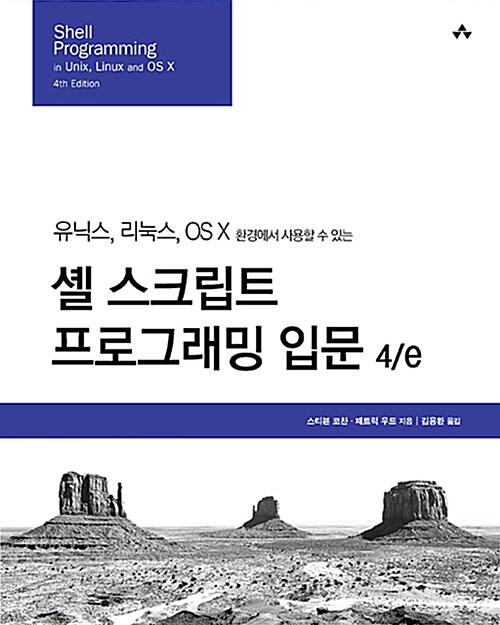 Shell
Programming
in Unix, Linux and OS X
4th Edition
유닉스, 리눅스, OS X 환경에서 사용할 수 있는
셸 스크립트
프로그래밍 입문 4/e
스티븐 코찬 · 패트릭 우드 지음 | 김용환 옮김